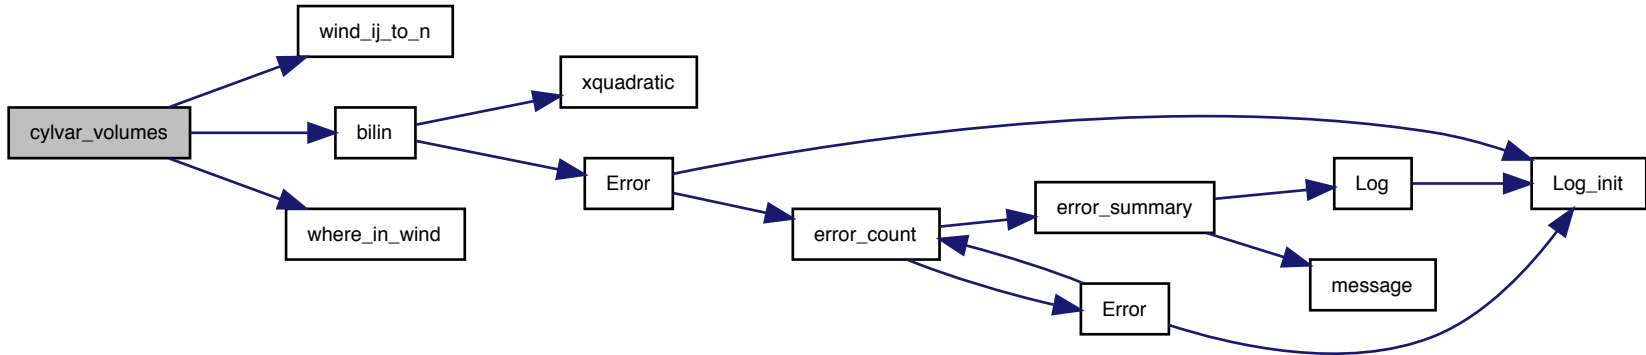 wind_ij_to_n
xquadratic
cylvar_volumes
bilin
Error
Log
Log_init
error_summary
where_in_wind
error_count
message
Error